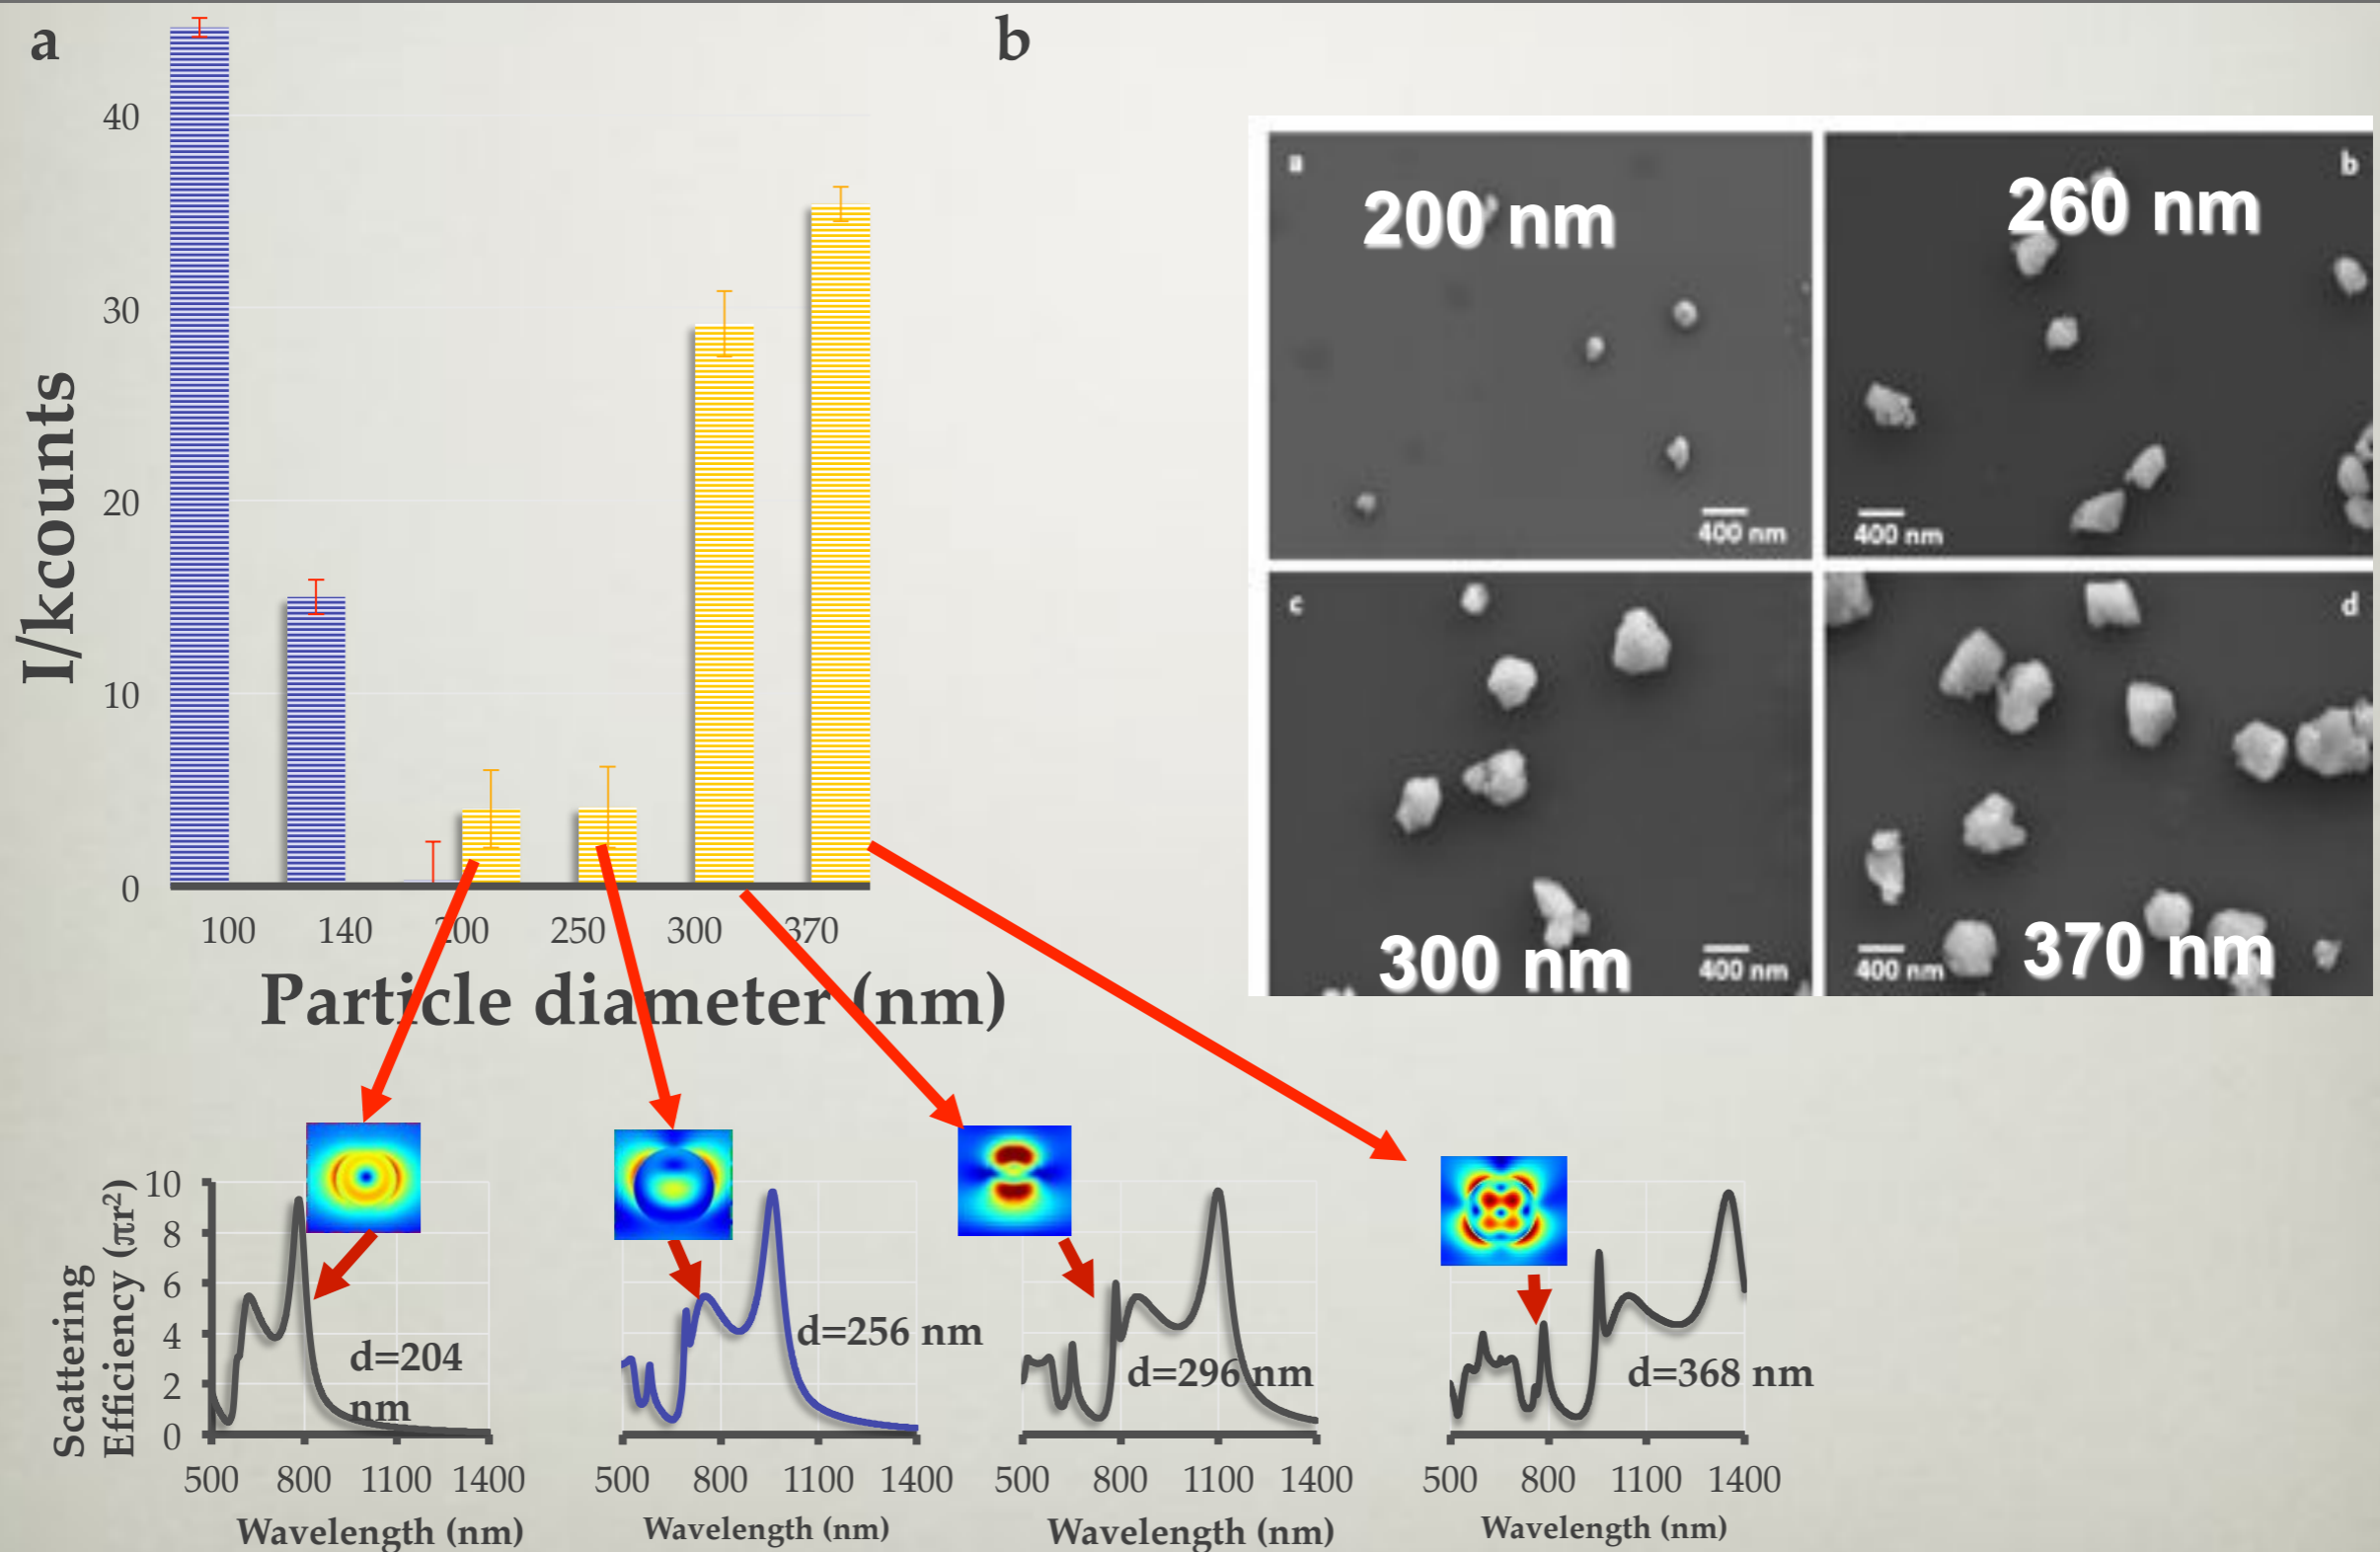 a
b
40
30
20
10
0
I/kcounts
100 140 200 250 300 370
Particle diameter (nm)
a
200 nm
400 nm
b
260 nm
400 nm
c
300 nm
400 nm
d
370 nm
400 nm
Scattering
Efficiency (πr²)
10
8
6
4
2
0
d=204
nm
500 800 1100 1400
Wavelength (nm)
d=256 nm
500 800 1100 1400
Wavelength (nm)
d=296 nm
500 800 1100 1400
Wavelength (nm)
d=368 nm
500 800 1100 1400
Wavelength (nm)